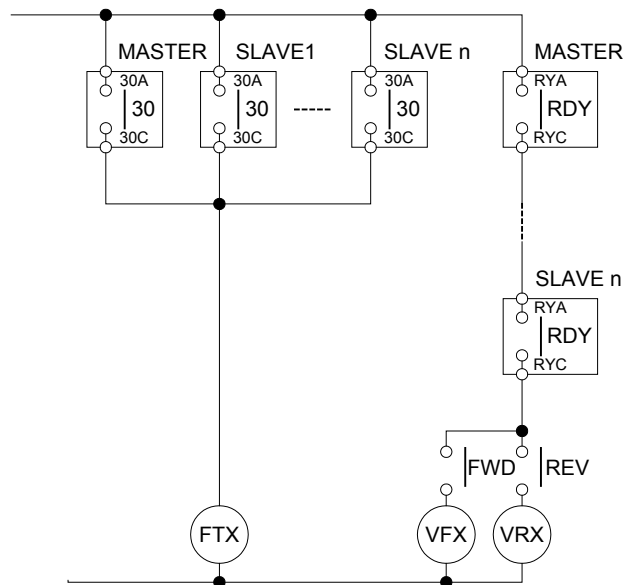 MASTER SLAVE1 SLAVE n MASTER
30A 30A 30A RYA
30 30 30 RDY
30C 30C 30C RYC
SLAVE n
RYA
RDY
RYC
FWD REV
FTX VFX VRX